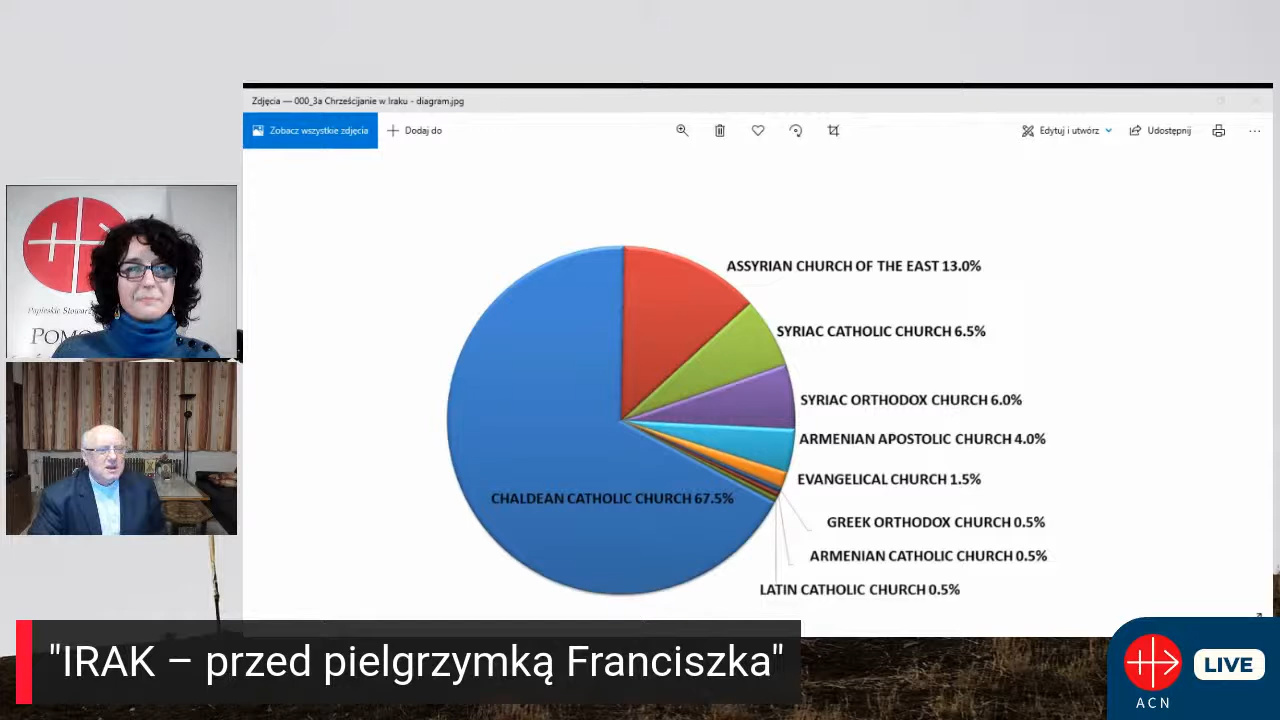 Zdjęcia — 000_3a Chrześcijanie w Iraku - diagram.jpg
Zobacz wszystkie zdjęcia
Dodaj do
Edytuj i utwórz
Udostępnij
ASSYRIAN CHURCH OF THE EAST 13.0%
SYRIAC CATHOLIC CHURCH 6.5%
SYRIAC ORTHODOX CHURCH 6.0%
ARMENIAN APOSTOLIC CHURCH 4.0%
EVANGELICAL CHURCH 1.5%
CHALDEAN CATHOLIC CHURCH 67.5%
GREEK ORTHODOX CHURCH 0.5%
ARMENIAN CATHOLIC CHURCH 0.5%
LATIN CATHOLIC CHURCH 0.5%
Papieskie Stowarz
POMO
"IRAK – przed pielgrzymką Franciszka"
LIVE
ACN